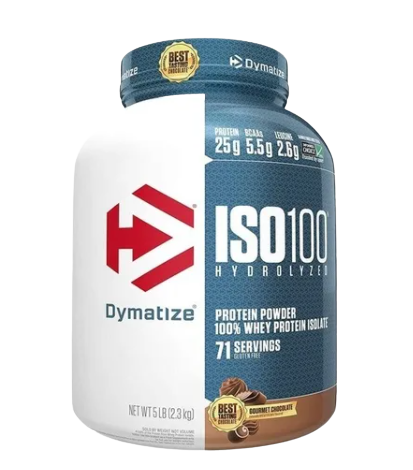 BEST
TASTING
CHOCOLATE
Dymatize
Dymatize
PROTEIN
25g
BCAAs
5.5g
LEUCINE
2.6g
ISO100
HYDROLYZED
Dymatize
PROTEIN POWDER
100% WHEY PROTEIN ISOLATE
71 SERVINGS
GLUTEN FREE
NET WT 5 LB (2.3 kg)
BEST
TASTING
CHOCOLATE
GOURMET CHOCOLATE